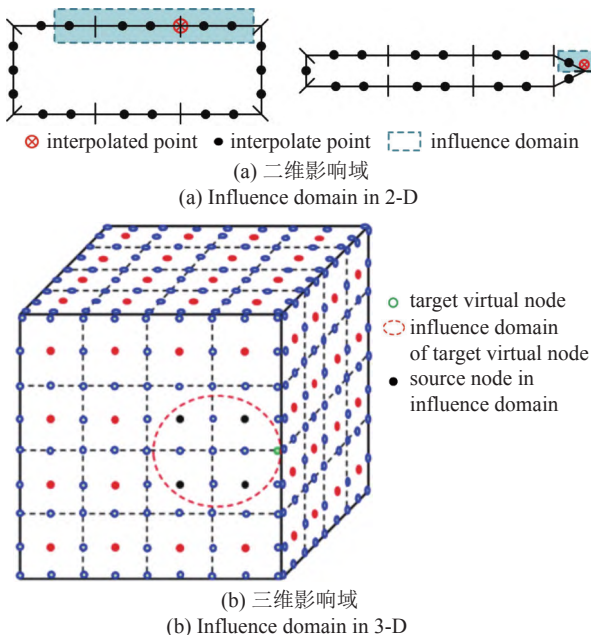 interpolated point
interpolate point
influence domain
(a) 二维影响域
(a) Influence domain in 2-D
target virtual node
influence domain
of target virtual node
source node in
influence domain
(b) 三维影响域
(b) Influence domain in 3-D